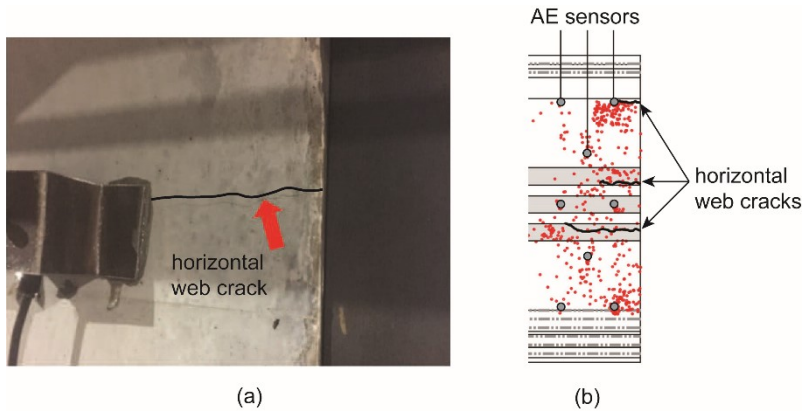 AE sensors
horizontal
web crack
horizontal
web cracks
(a)
(b)